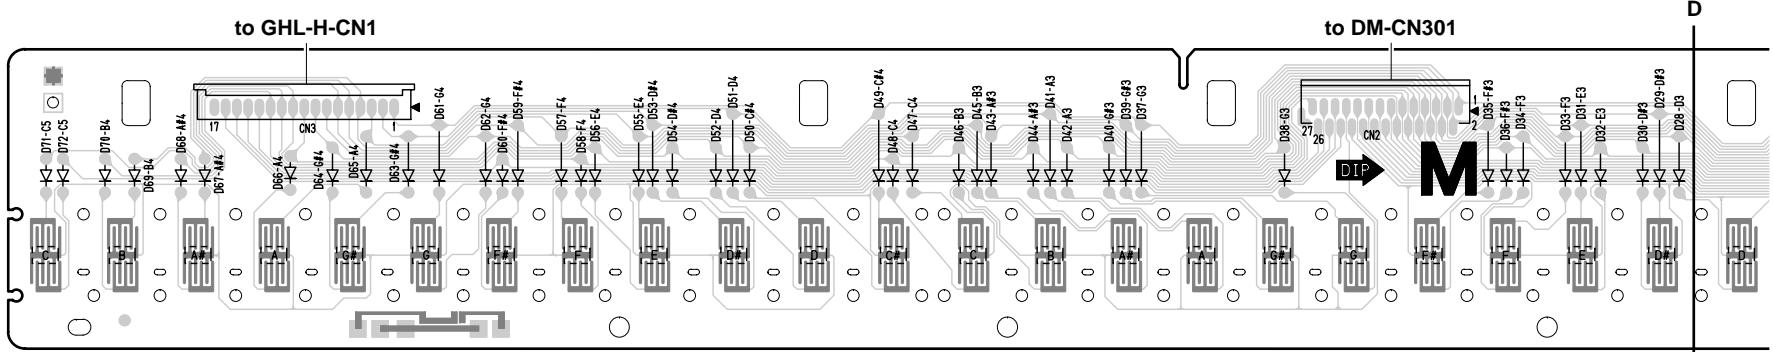 D
to GHL-H-CN1
to DM-CN301
D71-C5
D72-C5
D70-B4
D69-B4
D68-A#4
D67-A#4
D66-A4
D64-G#4
D65-A4
D63-G#4
D61-G4
D62-G4
D60-F#4
D59-F#4
D57-F4
D58-F4
D56-E4
D55-E4
D53-D#4
D54-D#4
D52-D4
D51-D4
D50-C#4
D49-C#4
D48-C4
D47-C4
D46-B3
D45-B3
D43-A#3
D44-A#3
D41-A3
D42-A3
D40-G#3
D39-G#3
D37-G3
D38-G3
D35-F#3
D36-F#3
D34-F3
D33-F3
D31-E3
D32-E3
D30-D#3
D29-D#3
D28-D3
17
CN3
1
27
26
CN2
1
2
DIP
M
C
B
A#
A
G#
G
F#
F
E
D#
D
C#
C
B
A#
A
G#
G
F#
F
E
D#
D